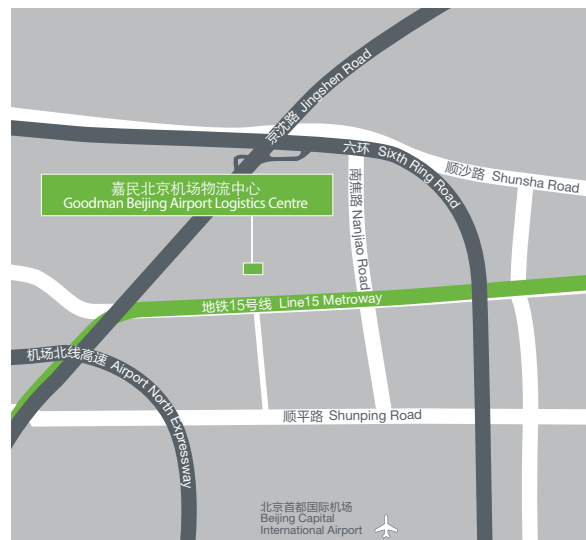 京沈路 Jingshen Road
六环 Sixth Ring Road
顺沙路 Shunsha Road
嘉民北京机场物流中心
Goodman Beijing Airport Logistics Centre
南焦路 Nanjiao Road
地铁15号线 Line15 Metroway
机场北线高速 Airport North Expressway
顺平路 Shunping Road
北京首都国际机场
Beijing Capital
International Airport